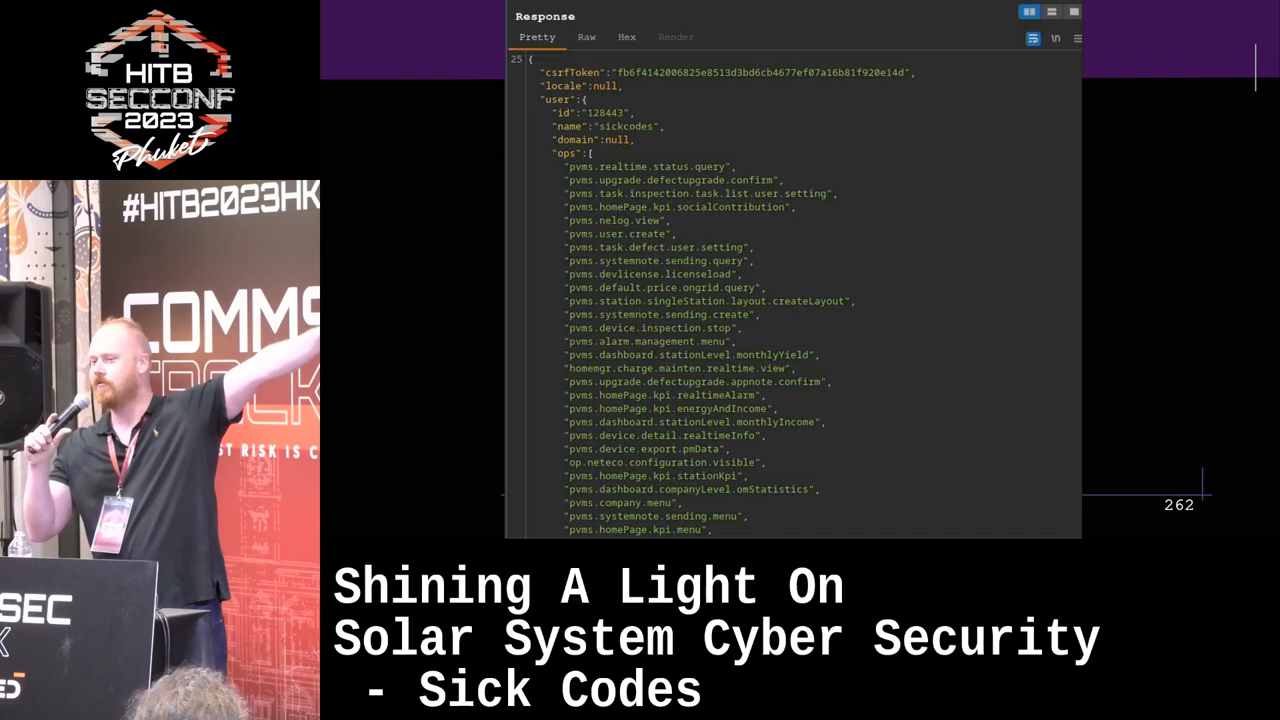 HITB
SECCONF
2023
Phuket
#HITB2023HK
COMMS
TRACK
ST RISK IS C
SEC
K
ED
Response
Pretty Raw Hex Render
\n
25 {
"csrfToken":"fb6f4142006825e8513d3bd6cb4677ef07a16b81f920e14d",
"locale":null,
"user":{
"id":"128443",
"name":"sickcodes",
"domain":null,
"ops":[
"pvms.realtime.status.query",
"pvms.upgrade.defectupgrade.confirm",
"pvms.task.inspection.task.list.user.setting",
"pvms.homePage.kpi.socialContribution",
"pvms.nelog.view",
"pvms.user.create",
"pvms.task.defect.user.setting",
"pvms.systemnote.sending.query",
"pvms.devlicense.licenseload",
"pvms.default.price.ongrid.query",
"pvms.station.singleStation.layout.createLayout",
"pvms.systemnote.sending.create",
"pvms.device.inspection.stop",
"pvms.alarm.management.menu",
"pvms.dashboard.stationLevel.monthlyYield",
"homemgr.charge.mainten.realtime.view",
"pvms.upgrade.defectupgrade.appnote.confirm",
"pvms.homePage.kpi.realtimeAlarm",
"pvms.homePage.kpi.energyAndIncome",
"pvms.dashboard.stationLevel.monthlyIncome",
"pvms.device.detail.realtimeInfo",
"pvms.device.export.pmData",
"op.neteco.configuration.visible",
"pvms.homePage.kpi.stationKpi",
"pvms.dashboard.companyLevel.omStatistics",
"pvms.company.menu",
"pvms.systemnote.sending.menu",
"pvms.homePage.kpi.menu",
262
Shining A Light On
Solar System Cyber Security
- Sick Codes